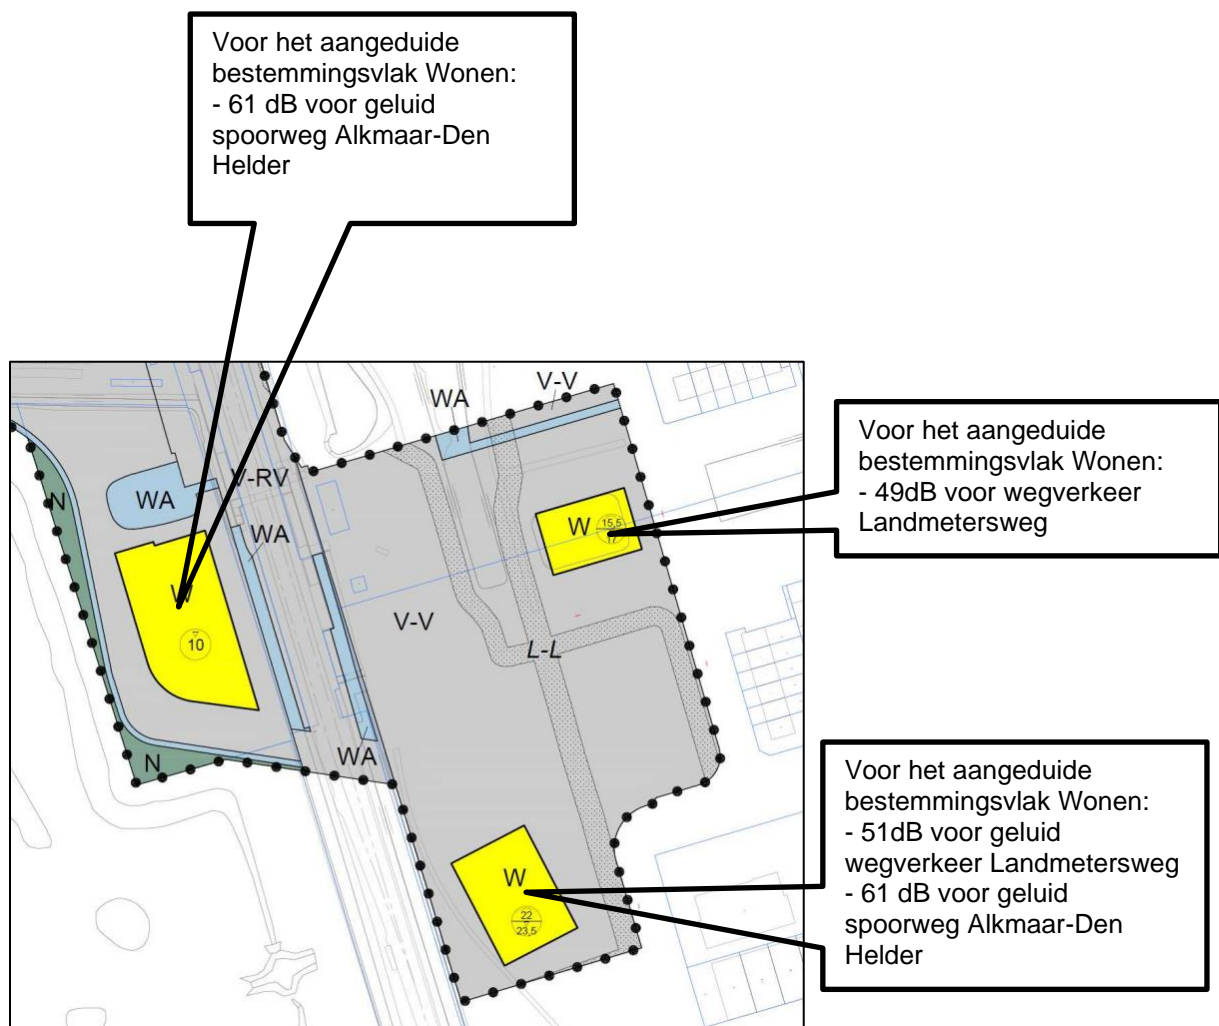 Voor het aangeduide
bestemmingsvlak Wonen:
- 61 dB voor geluid
spoorweg Alkmaar-Den
Helder
V-V
WA
V-RV
N
WA
WA
W
15,5
17
Voor het aangeduide
bestemmingsvlak Wonen:
- 49dB voor wegverkeer
Landmetersweg
W
10
V-V
L-L
WA
N
Voor het aangeduide
bestemmingsvlak Wonen:
- 51dB voor geluid
wegverkeer Landmetersweg
- 61 dB voor geluid
spoorweg Alkmaar-Den
Helder
W
22
23,5